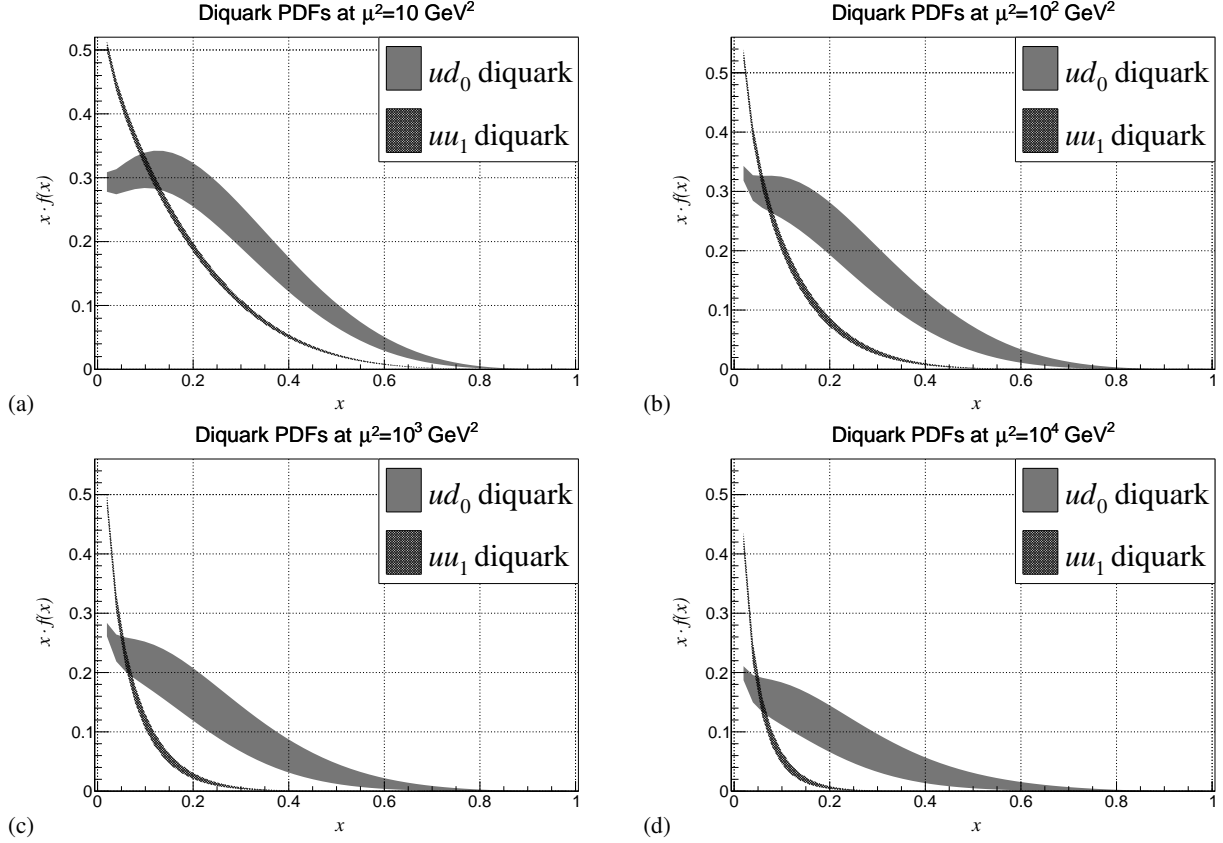 Diquark PDFs at μ²=10 GeV²
ud₀ diquark
uu₁ diquark
x · f(x)
0.5
0.4
0.3
0.2
0.1
0
0 0.2 0.4 0.6 0.8 1
x
(a)
Diquark PDFs at μ²=10² GeV²
ud₀ diquark
uu₁ diquark
x · f(x)
0.5
0.4
0.3
0.2
0.1
0
0 0.2 0.4 0.6 0.8 1
x
(b)
Diquark PDFs at μ²=10³ GeV²
ud₀ diquark
uu₁ diquark
x · f(x)
0.5
0.4
0.3
0.2
0.1
0
0 0.2 0.4 0.6 0.8 1
x
(c)
Diquark PDFs at μ²=10⁴ GeV²
ud₀ diquark
uu₁ diquark
x · f(x)
0.5
0.4
0.3
0.2
0.1
0
0 0.2 0.4 0.6 0.8 1
x
(d)